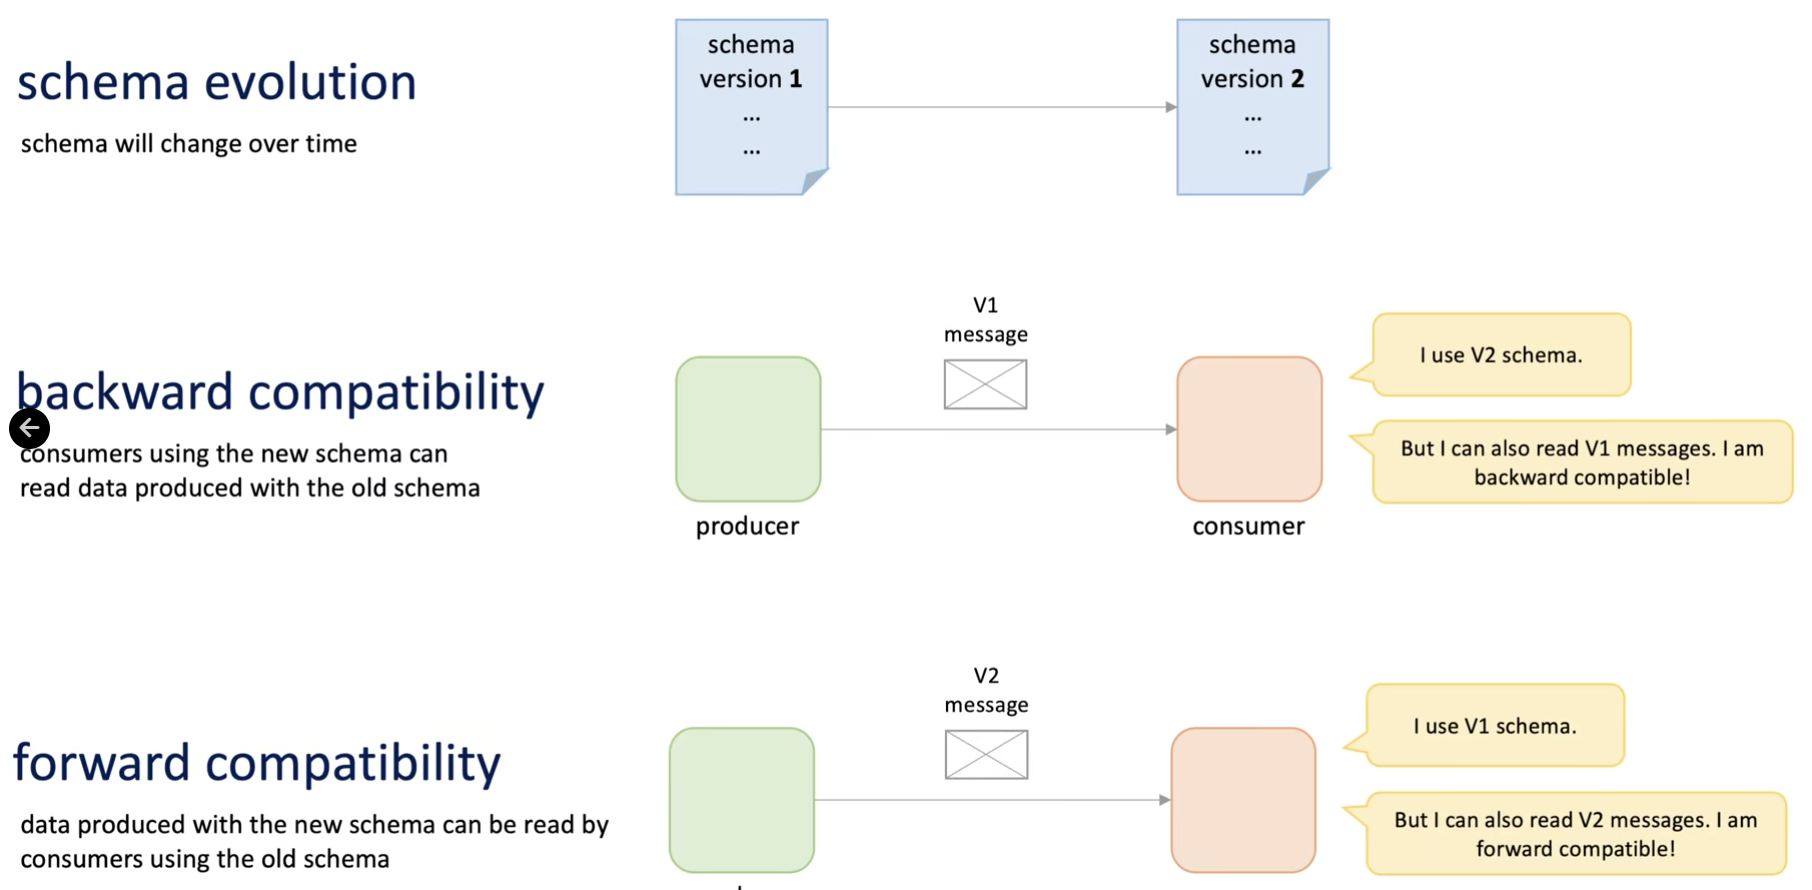 schema evolution
schema will change over time
schema
version 1
...
...
schema
version 2
...
...
backward compatibility
consumers using the new schema can
read data produced with the old schema
V1
message
producer
consumer
I use V2 schema.
But I can also read V1 messages. I am
backward compatible!
forward compatibility
data produced with the new schema can be read by
consumers using the old schema
V2
message
I use V1 schema.
But I can also read V2 messages. I am
forward compatible!